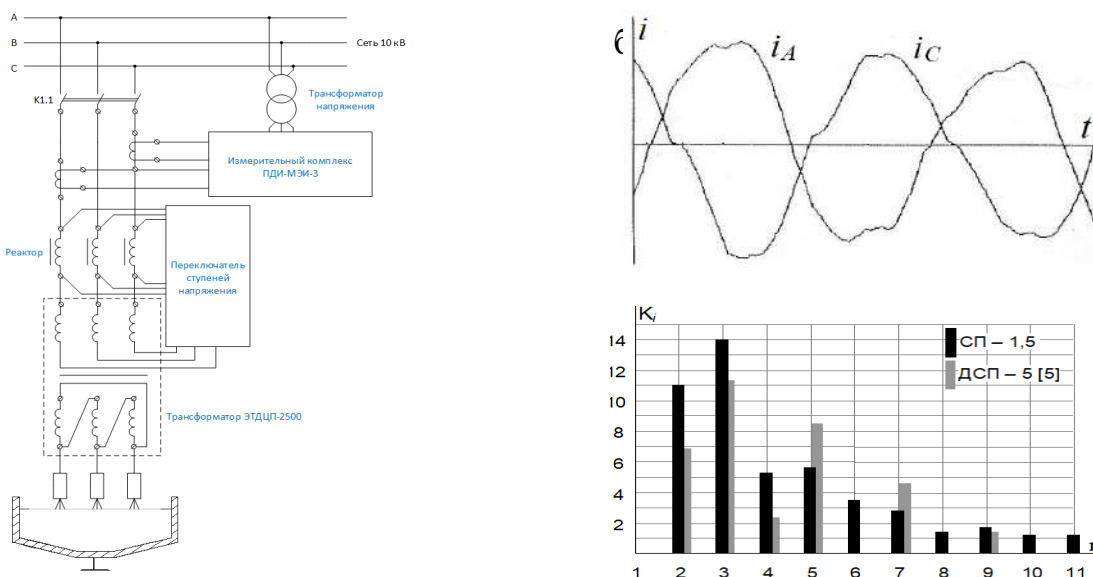 A
B
Сеть 10 кВ
C
K1.1
Трансформатор
напряжения
Измерительный комплекс
ПДИ-МЭИ-3
Реактор
Переключатель
ступеней
напряжения
Трансформатор ЭТДЦП-2500
i
i_A
i_C
t
K_i
14
12
10
8
6
4
2
СП – 1,5
ДСП – 5 [5]
1 2 3 4 5 6 7 8 9 10 11